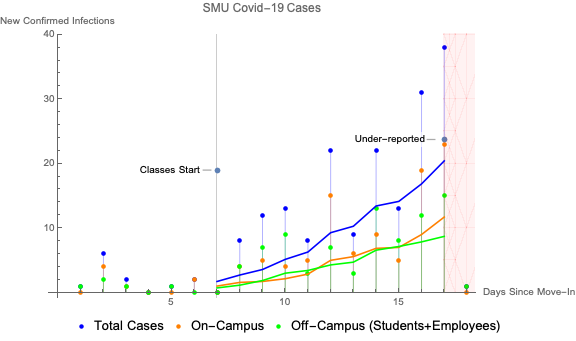 SMU Covid−19 Cases
New Confirmed Infections
40
30
20
10
Under−reported
Classes Start
5
10
15
Days Since Move−In
Total Cases
On−Campus
Off−Campus (Students+Employees)